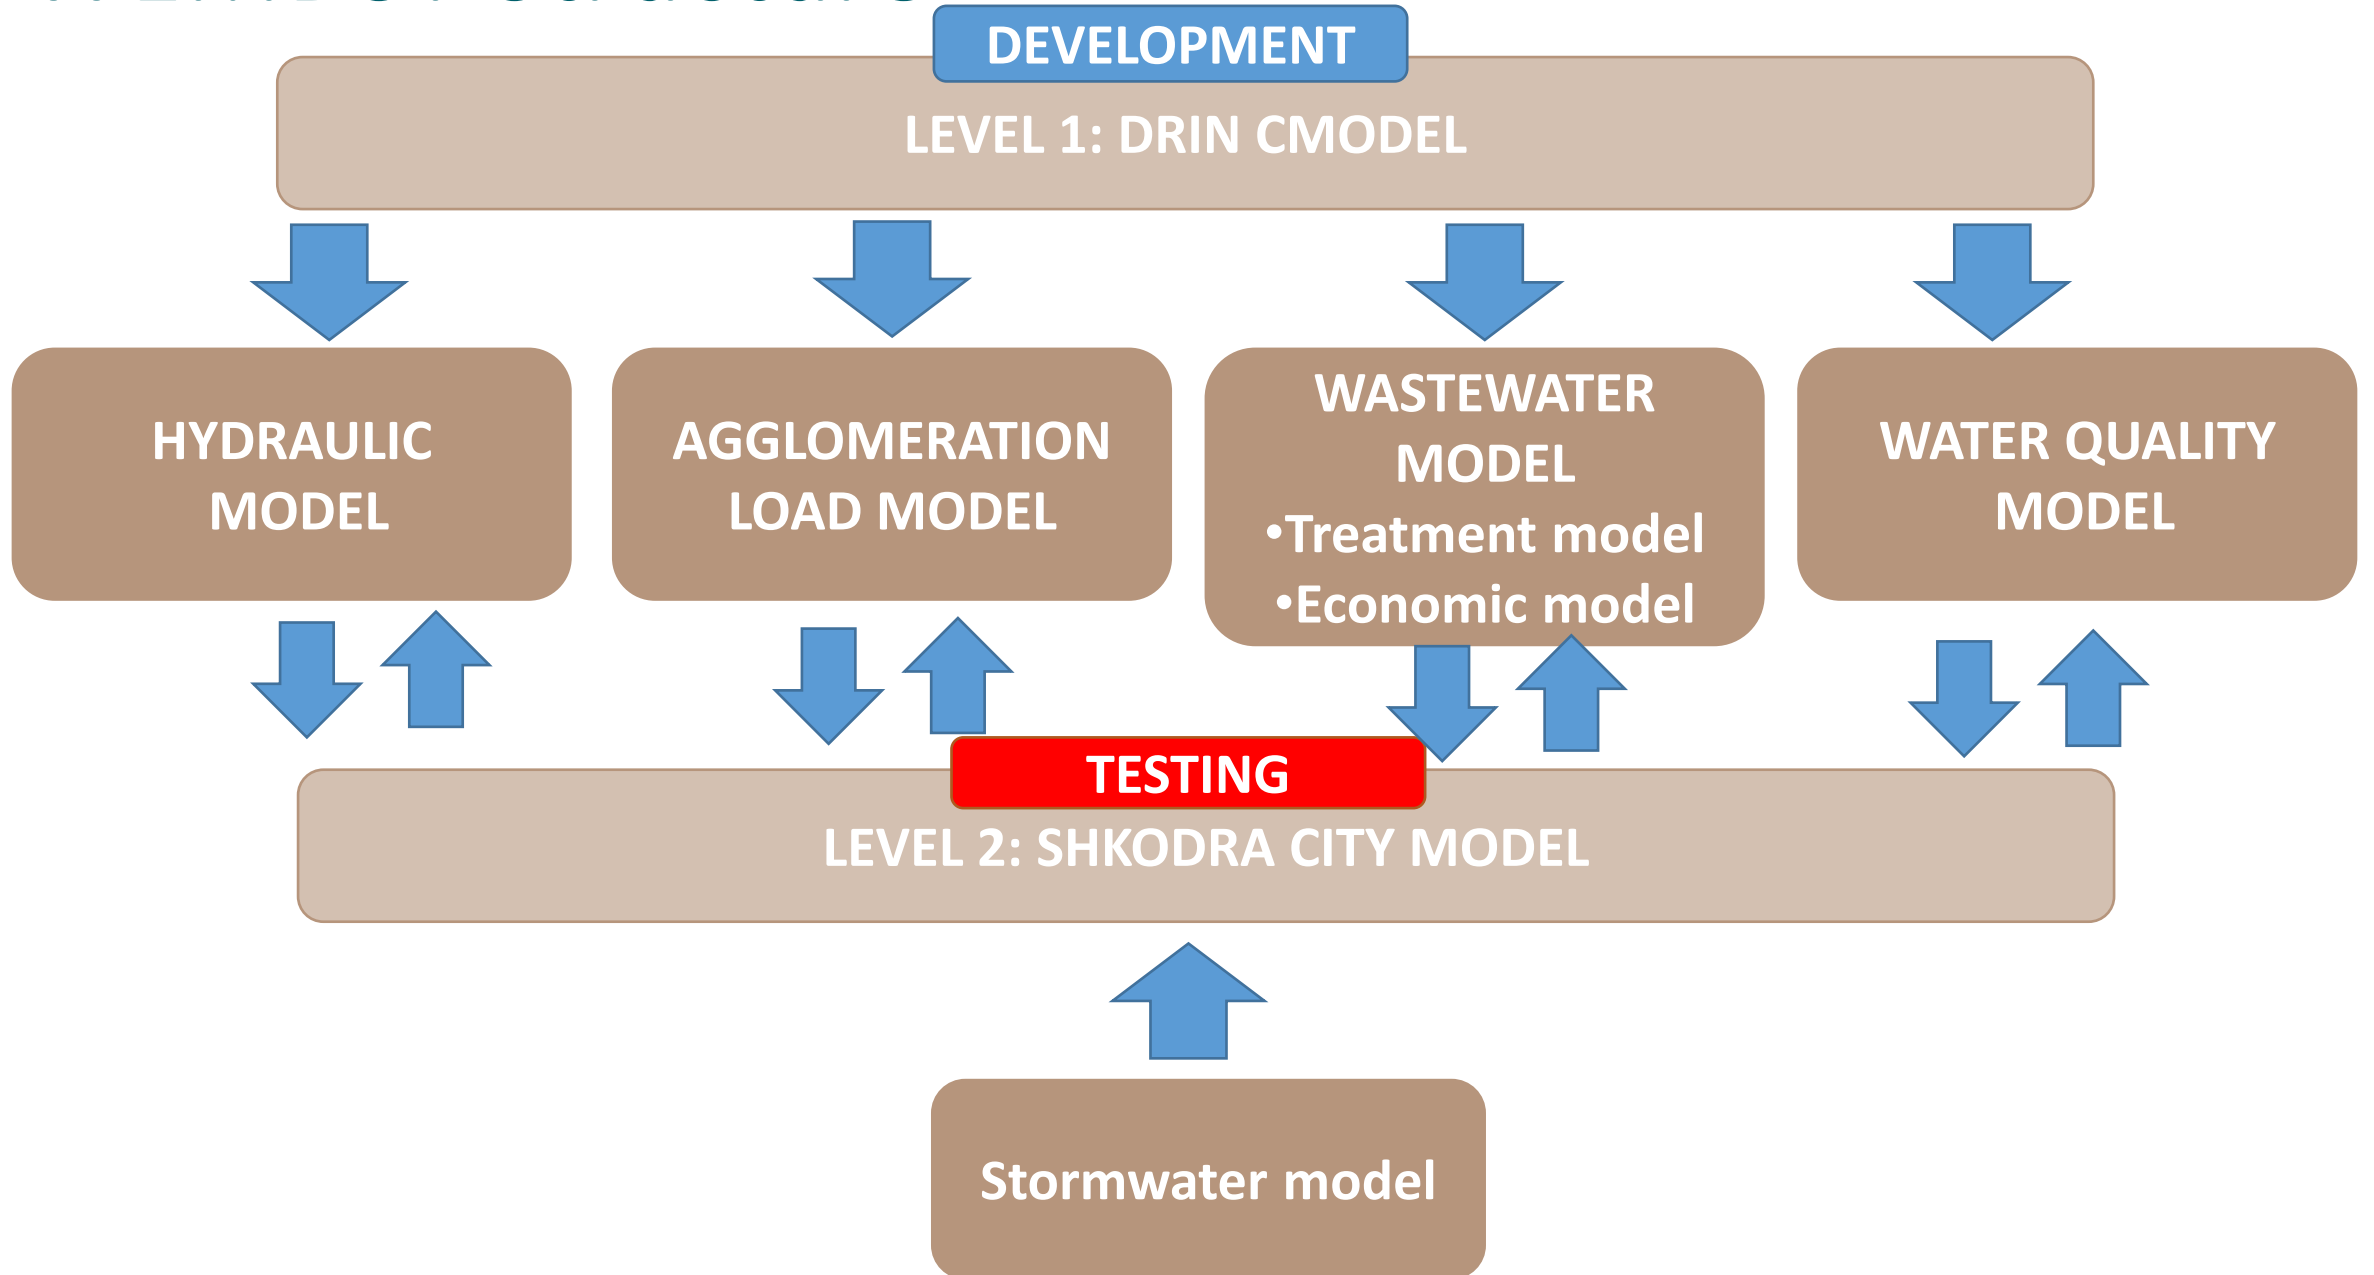 DEVELOPMENT
LEVEL 1: DRIN CMODEL
HYDRAULIC
MODEL
AGGLOMERATION
LOAD MODEL
WASTEWATER
MODEL
•Treatment model
•Economic model
WATER QUALITY
MODEL
TESTING
LEVEL 2: SHKODRA CITY MODEL
Stormwater model